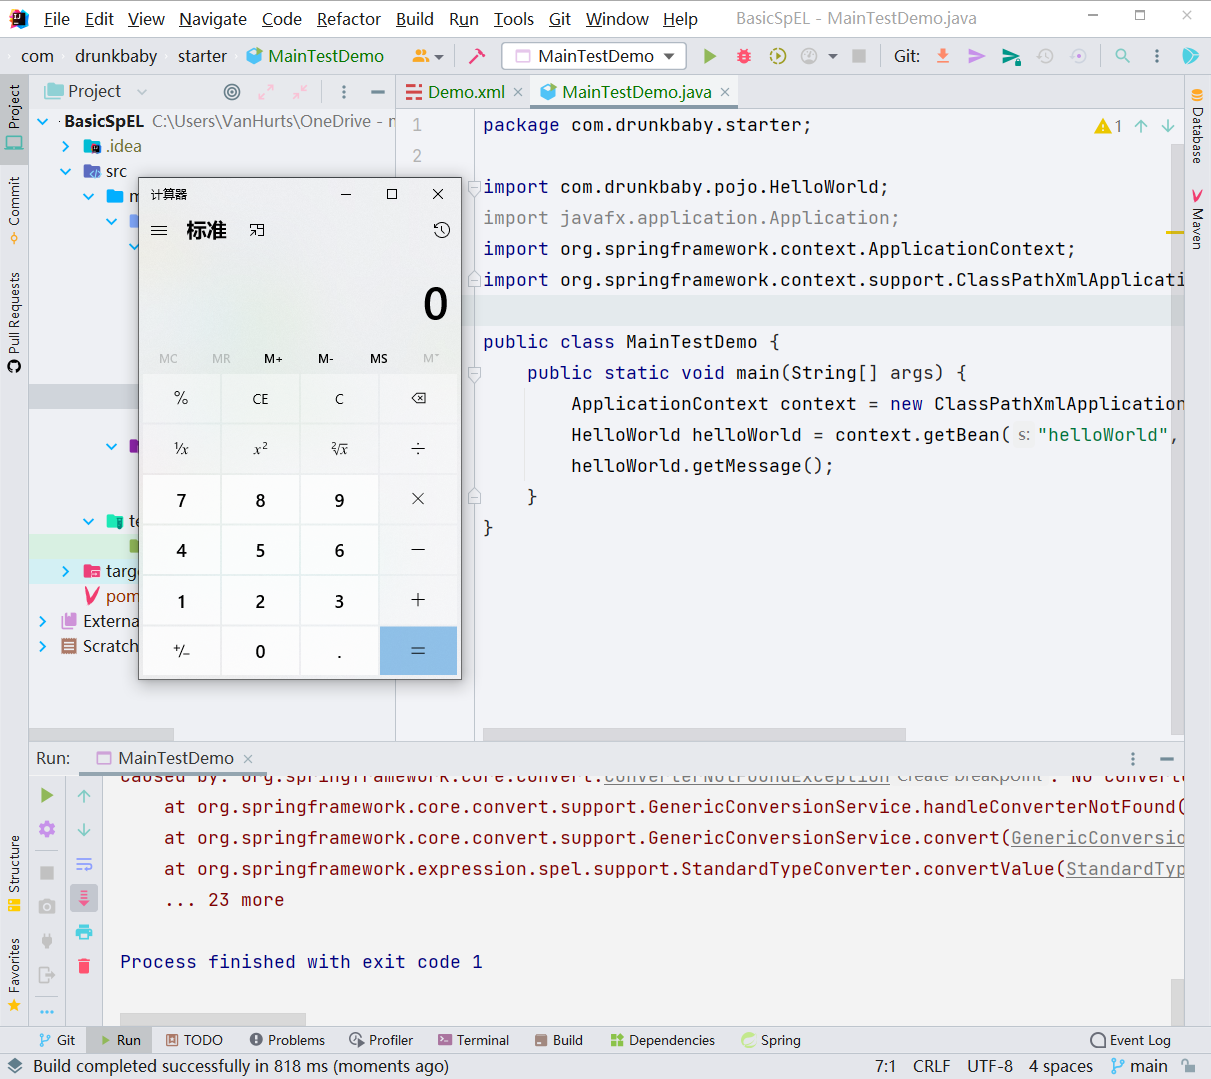 File Edit View Navigate Code Refactor Build Run Tools Git Window Help BasicSpEL - MainTestDemo.java
com drunkbaby starter MainTestDemo MainTestDemo Git:
Project
Commit
Pull Requests
Structure
Favorites
Project
BasicSpEL C:\Users\VanHurts\OneDrive -
.idea
src
te
targ
pom
Externa
Scratch
计算器
标准
0
MC MR M+ M- MS M
% CE C
¹⁄x x² ²√x ÷
7 8 9 ×
4 5 6 −
1 2 3 +
+/− 0 . =
Demo.xml MainTestDemo.java
1 package com.drunkbaby.starter;
1
2
import com.drunkbaby.pojo.HelloWorld;
import javafx.application.Application;
import org.springframework.context.ApplicationContext;
import org.springframework.context.support.ClassPathXmlApplicati
public class MainTestDemo {
public static void main(String[] args) {
ApplicationContext context = new ClassPathXmlApplication
HelloWorld helloWorld = context.getBean( s: "helloWorld",
helloWorld.getMessage();
}
}
Database
Maven
Run: MainTestDemo
Caused by: org.springframework.core.convert.ConverterNotFoundException Create breakpoint : No converte
at org.springframework.core.convert.support.GenericConversionService.handleConverterNotFound(
at org.springframework.core.convert.support.GenericConversionService.convert(GenericConversio
at org.springframework.expression.spel.support.StandardTypeConverter.convertValue(StandardTyp
... 23 more
Process finished with exit code 1
Git Run TODO Problems Profiler Terminal Build Dependencies Spring Event Log
Build completed successfully in 818 ms (moments ago) 7:1 CRLF UTF-8 4 spaces main